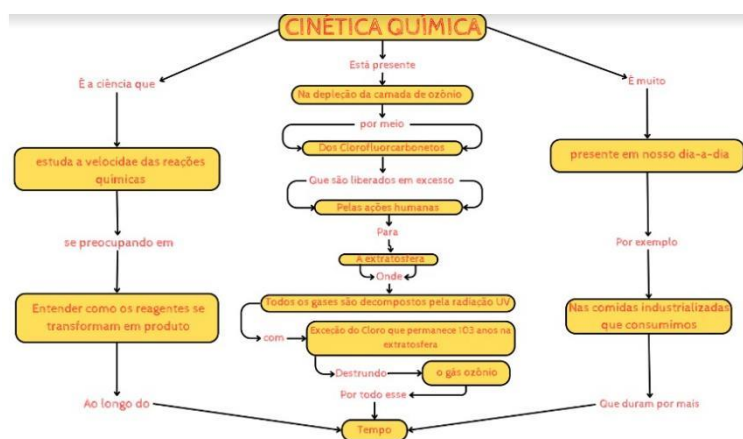 CINÉTICA QUÍMICA
É a ciência que
estuda a velocidae das reações
químicas
se preocupando em
Entender como os reagentes se
transformam em produto
Ao longo do
Está presente
Na depleção da camada de ozônio
por meio
Dos Clorofluorcarbonetos
Que são liberados em excesso
Pelas ações humanas
Para
A extratosfera
Onde
Todos os gases são decompostos pela radiação UV
com
Exceção do Cloro que permanece 103 anos na
extratosfera
Destrundo
o gás ozônio
Por todo esse
Tempo
É muito
presente em nosso dia-a-dia
Por exemplo
Nas comidas industrializadas
que consumimos
Que duram por mais